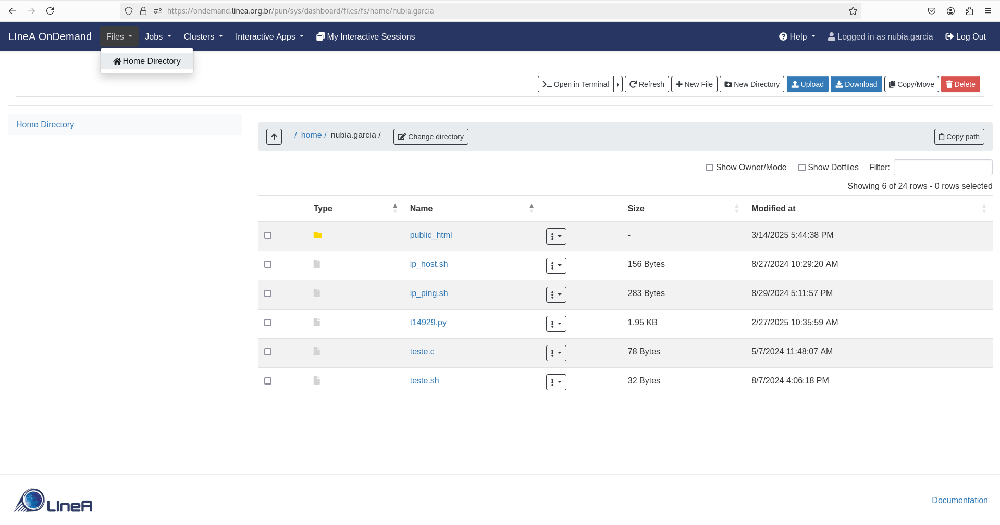 https://ondemand.linea.org.br/pun/sys/dashboard/files/fs/home/nubia.garcia
LIneA OnDemand Files Jobs Clusters Interactive Apps My Interactive Sessions Help Logged in as nubia.garcia Log Out
Home Directory
Open in Terminal Refresh New File New Directory Upload Download Copy/Move Delete
Home Directory
/ home / nubia.garcia / Change directory Copy path
Show Owner/Mode Show Dotfiles Filter:
Showing 6 of 24 rows - 0 rows selected
Type Name Size Modified at
public_html - 3/14/2025 5:44:38 PM
ip_host.sh 156 Bytes 8/27/2024 10:29:20 AM
ip_ping.sh 283 Bytes 8/29/2024 5:11:57 PM
t14929.py 1.95 KB 2/27/2025 10:35:59 AM
teste.c 78 Bytes 5/7/2024 11:48:07 AM
teste.sh 32 Bytes 8/7/2024 4:06:18 PM
LIneA
Documentation